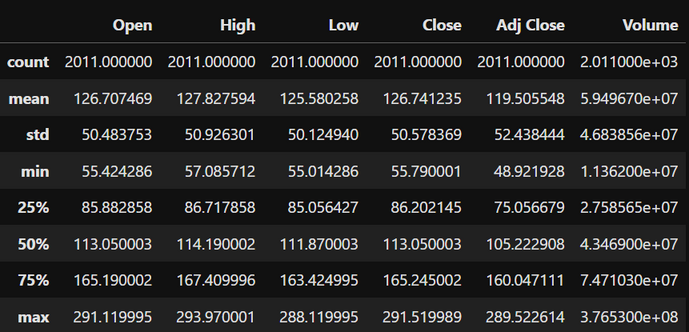 Open High Low Close Adj Close Volume
count 2011.000000 2011.000000 2011.000000 2011.000000 2011.000000 2.011000e+03
mean 126.707469 127.827594 125.580258 126.741235 119.505548 5.949670e+07
std 50.483753 50.926301 50.124940 50.578369 52.438444 4.683856e+07
min 55.424286 57.085712 55.014286 55.790001 48.921928 1.136200e+07
25% 85.882858 86.717858 85.056427 86.202145 75.056679 2.758565e+07
50% 113.050003 114.190002 111.870003 113.050003 105.222908 4.346900e+07
75% 165.190002 167.409996 163.424995 165.245002 160.047111 7.471030e+07
max 291.119995 293.970001 288.119995 291.519989 289.522614 3.765300e+08